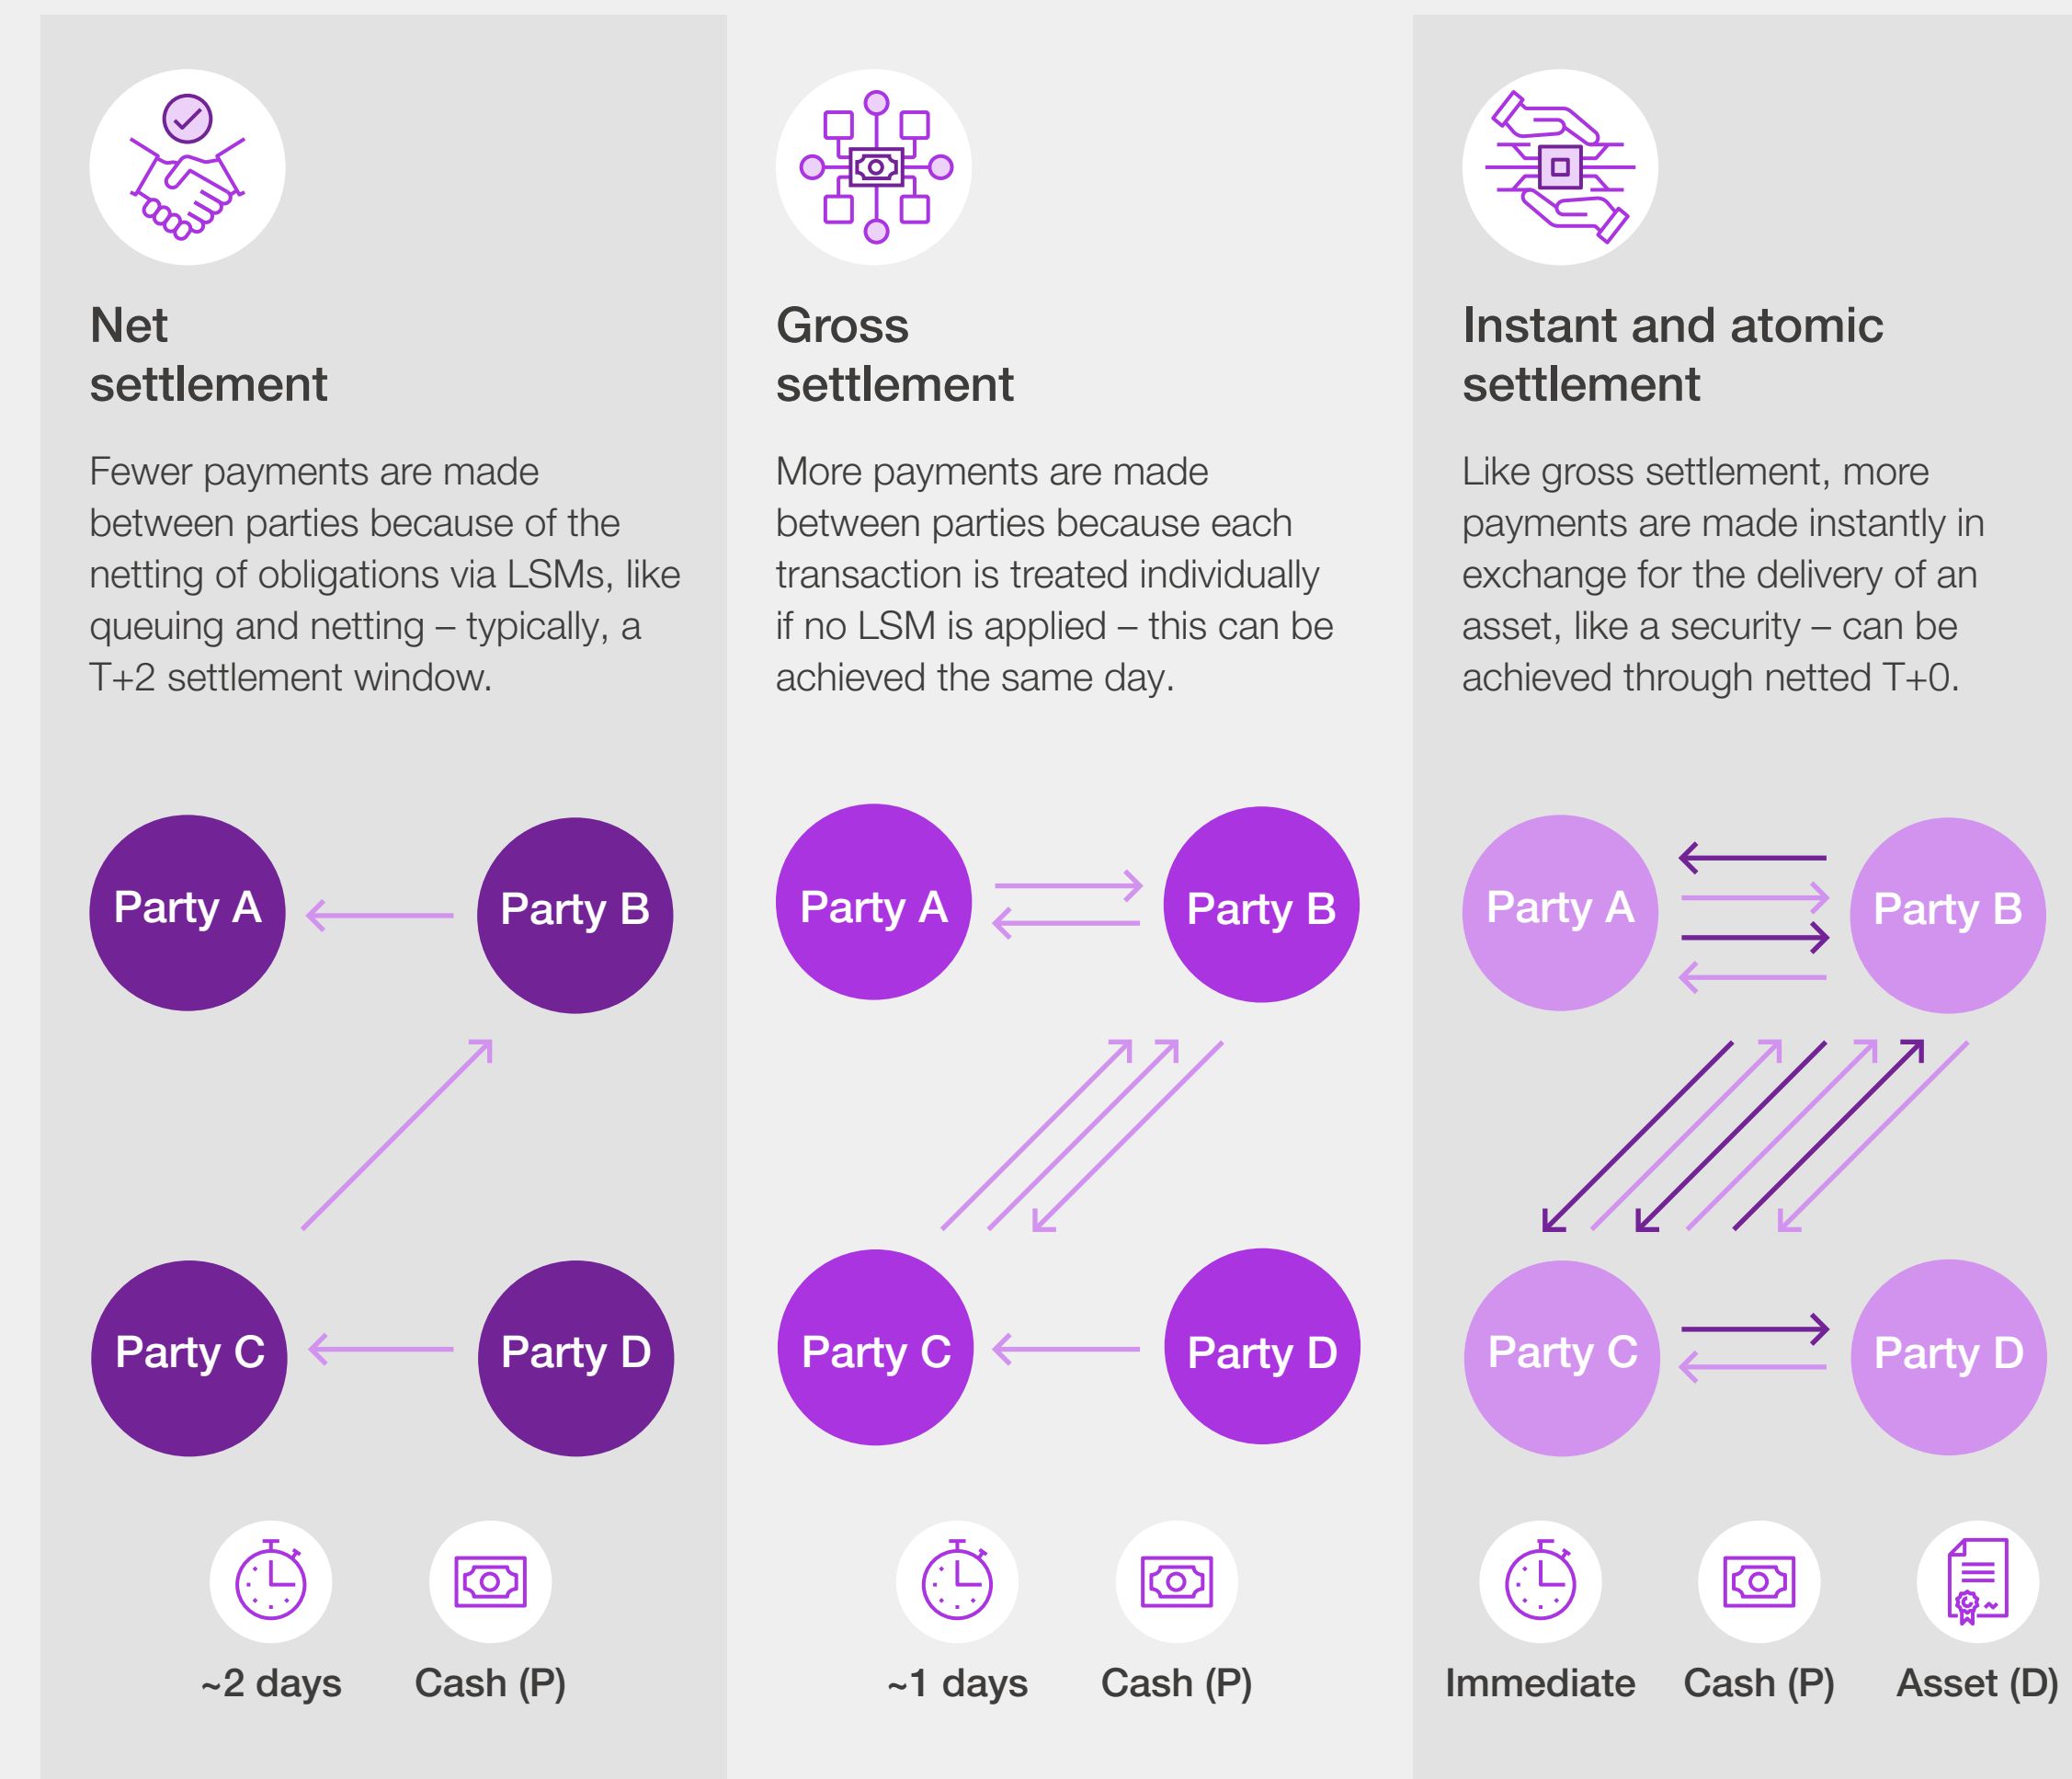 Net
settlement
Fewer payments are made
between parties because of the
netting of obligations via LSMs, like
queuing and netting – typically, a
T+2 settlement window.
Party A
Party B
Party C
Party D
~2 days
Cash (P)
Gross
settlement
More payments are made
between parties because each
transaction is treated individually
if no LSM is applied – this can be
achieved the same day.
Party A
Party B
Party C
Party D
~1 days
Cash (P)
Instant and atomic
settlement
Like gross settlement, more
payments are made instantly in
exchange for the delivery of an
asset, like a security – can be
achieved through netted T+0.
Party A
Party B
Party C
Party D
Immediate
Cash (P)
Asset (D)